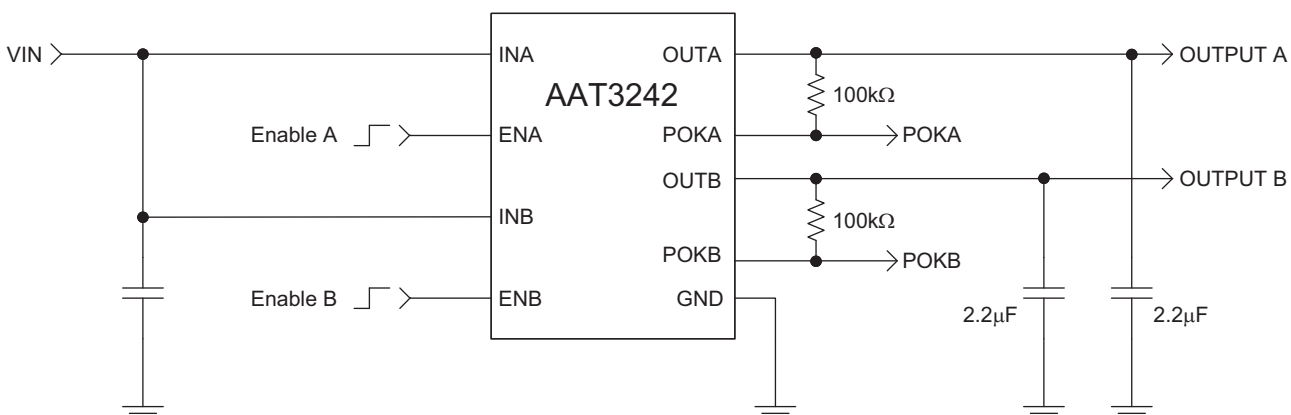 VIN
INA
OUTA
OUTPUT A
AAT3242
100kΩ
Enable A
ENA
POKA
POKA
OUTB
OUTPUT B
INB
100kΩ
POKB
POKB
Enable B
ENB
GND
2.2μF
2.2μF